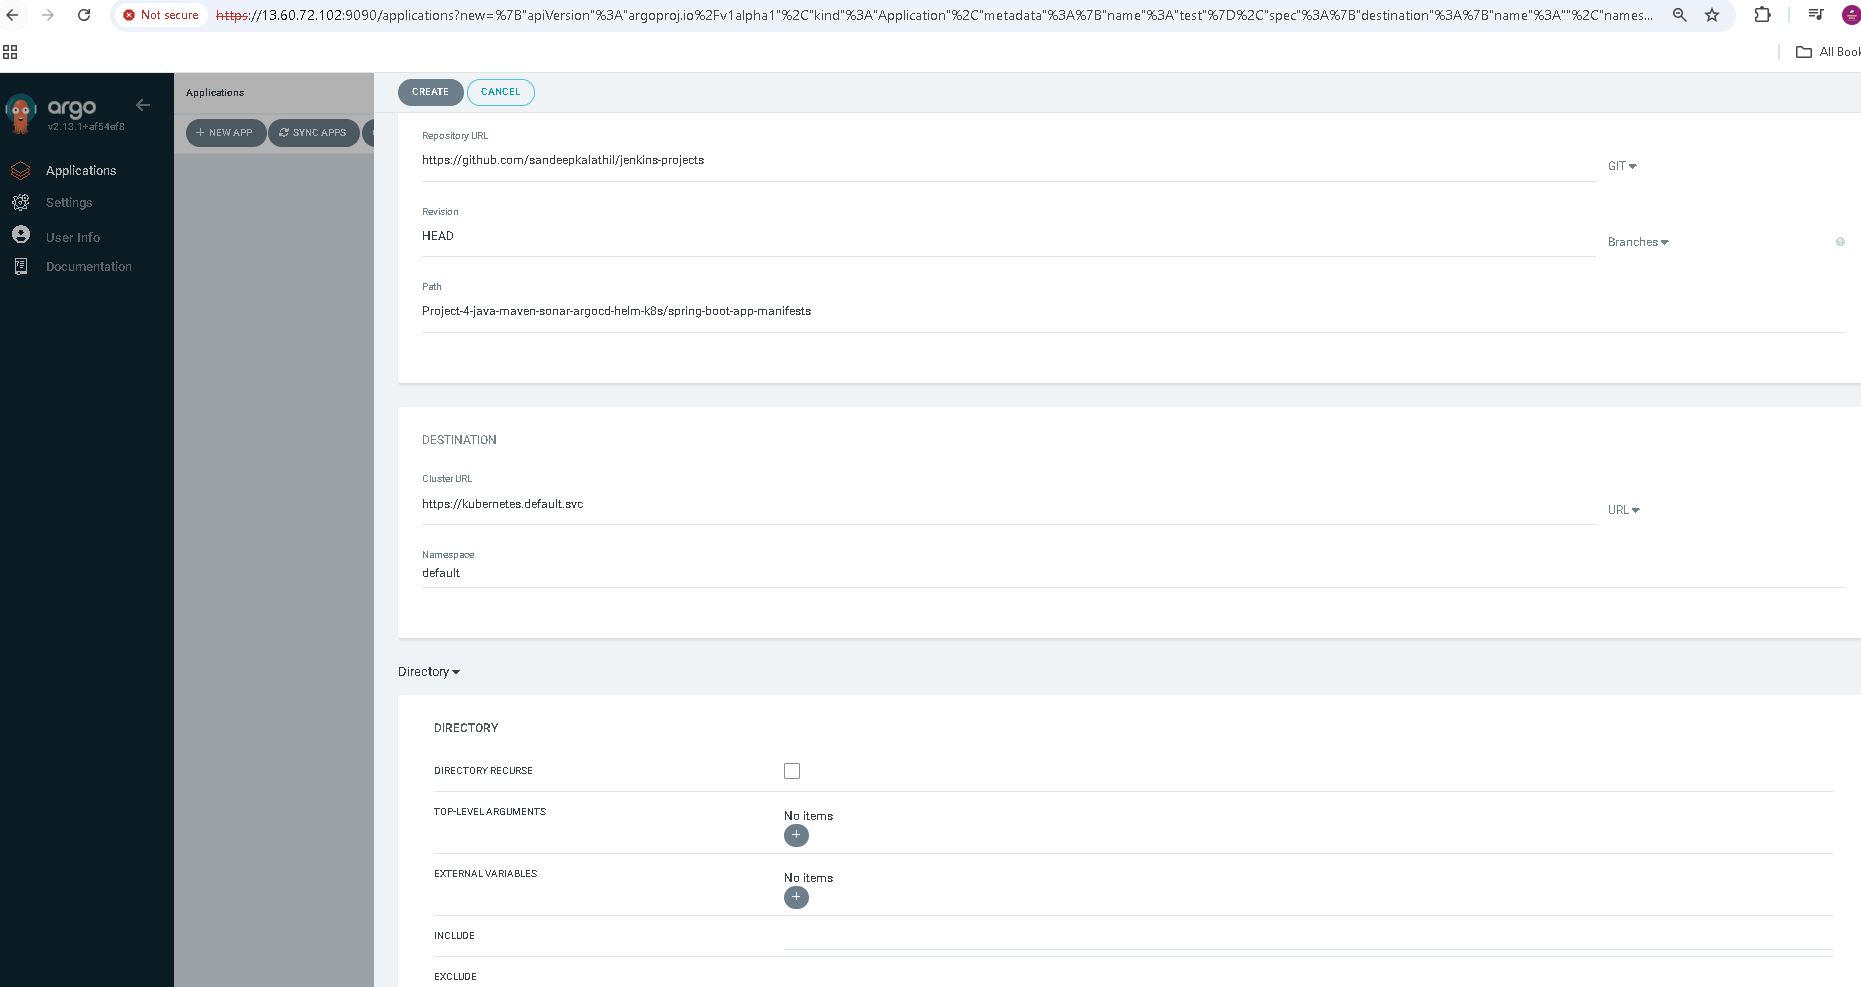 Not secure
https://13.60.72.102:9090/applications?new=%7B"apiVersion"%3A"argoproj.io%2Fv1alpha1"%2C"kind"%3A"Application"%2C"metadata"%3A%7B"name"%3A"test"%7D%2C"spec"%3A%7B"destination"%3A%7B"name"%3A""%2C"names...
All Book
argo
v2.13.1+af54ef8
Applications
Settings
User Info
Documentation
Applications
+ NEW APP
SYNC APPS
CREATE
CANCEL
Repository URL
https://github.com/sandeepkalathil/jenkins-projects
GIT
Revision
HEAD
Branches
Path
Project-4-java-maven-sonar-argocd-helm-k8s/spring-boot-app-manifests
DESTINATION
Cluster URL
https://kubernetes.default.svc
URL
Namespace
default
Directory
DIRECTORY
DIRECTORY RECURSE
TOP-LEVEL ARGUMENTS
No items
+
EXTERNAL VARIABLES
No items
+
INCLUDE
EXCLUDE